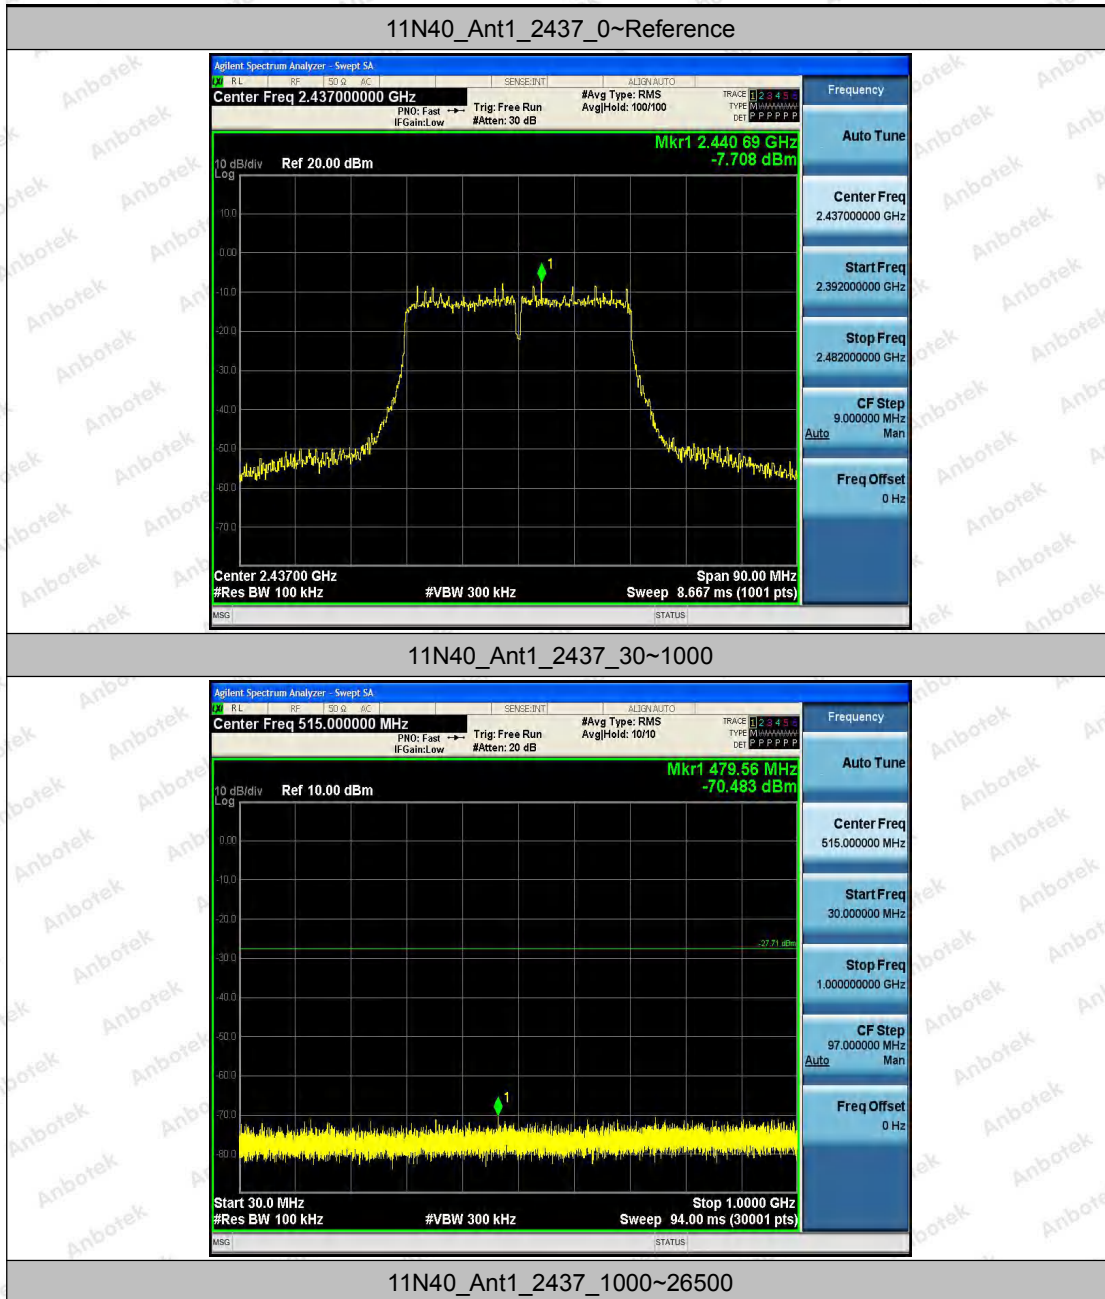 11N40_Ant1_2437_0~Reference
Agilent Spectrum Analyzer - Swept SA
RL RF 50 Ω AC SENSE:INT ALIGN AUTO
Center Freq 2.437000000 GHz
PNO: Fast
IFGain:Low
Trig: Free Run
#Atten: 30 dB
#Avg Type: RMS
Avg|Hold: 100/100
TRACE 1 2 3 4 5 6
TYPE M
DET P P P P P P
Mkr1 2.440 69 GHz
-7.708 dBm
10 dB/div Ref 20.00 dBm
Log
10.0
0.00
-10.0
-20.0
-30.0
-40.0
-50.0
-60.0
-70.0
1
Center 2.43700 GHz Span 90.00 MHz
#Res BW 100 kHz #VBW 300 kHz Sweep 8.667 ms (1001 pts)
MSG STATUS
Frequency
Auto Tune
Center Freq
2.437000000 GHz
Start Freq
2.392000000 GHz
Stop Freq
2.482000000 GHz
CF Step
9.000000 MHz
Auto Man
Freq Offset
0 Hz
11N40_Ant1_2437_30~1000
Agilent Spectrum Analyzer - Swept SA
RL RF 50 Ω AC SENSE:INT ALIGN AUTO
Center Freq 515.000000 MHz
PNO: Fast
IFGain:Low
Trig: Free Run
#Atten: 20 dB
#Avg Type: RMS
Avg|Hold: 10/10
TRACE 1 2 3 4 5 6
TYPE M
DET P P P P P P
Mkr1 479.56 MHz
-70.483 dBm
10 dB/div Ref 10.00 dBm
Log
0.00
-10.0
-20.0
-27.71 dBm
-30.0
-40.0
-50.0
-60.0
-70.0
-80.0
1
Start 30.0 MHz Stop 1.0000 GHz
#Res BW 100 kHz #VBW 300 kHz Sweep 94.00 ms (30001 pts)
MSG STATUS
Frequency
Auto Tune
Center Freq
515.000000 MHz
Start Freq
30.000000 MHz
Stop Freq
1.000000000 GHz
CF Step
97.000000 MHz
Auto Man
Freq Offset
0 Hz
11N40_Ant1_2437_1000~26500
Anbotek